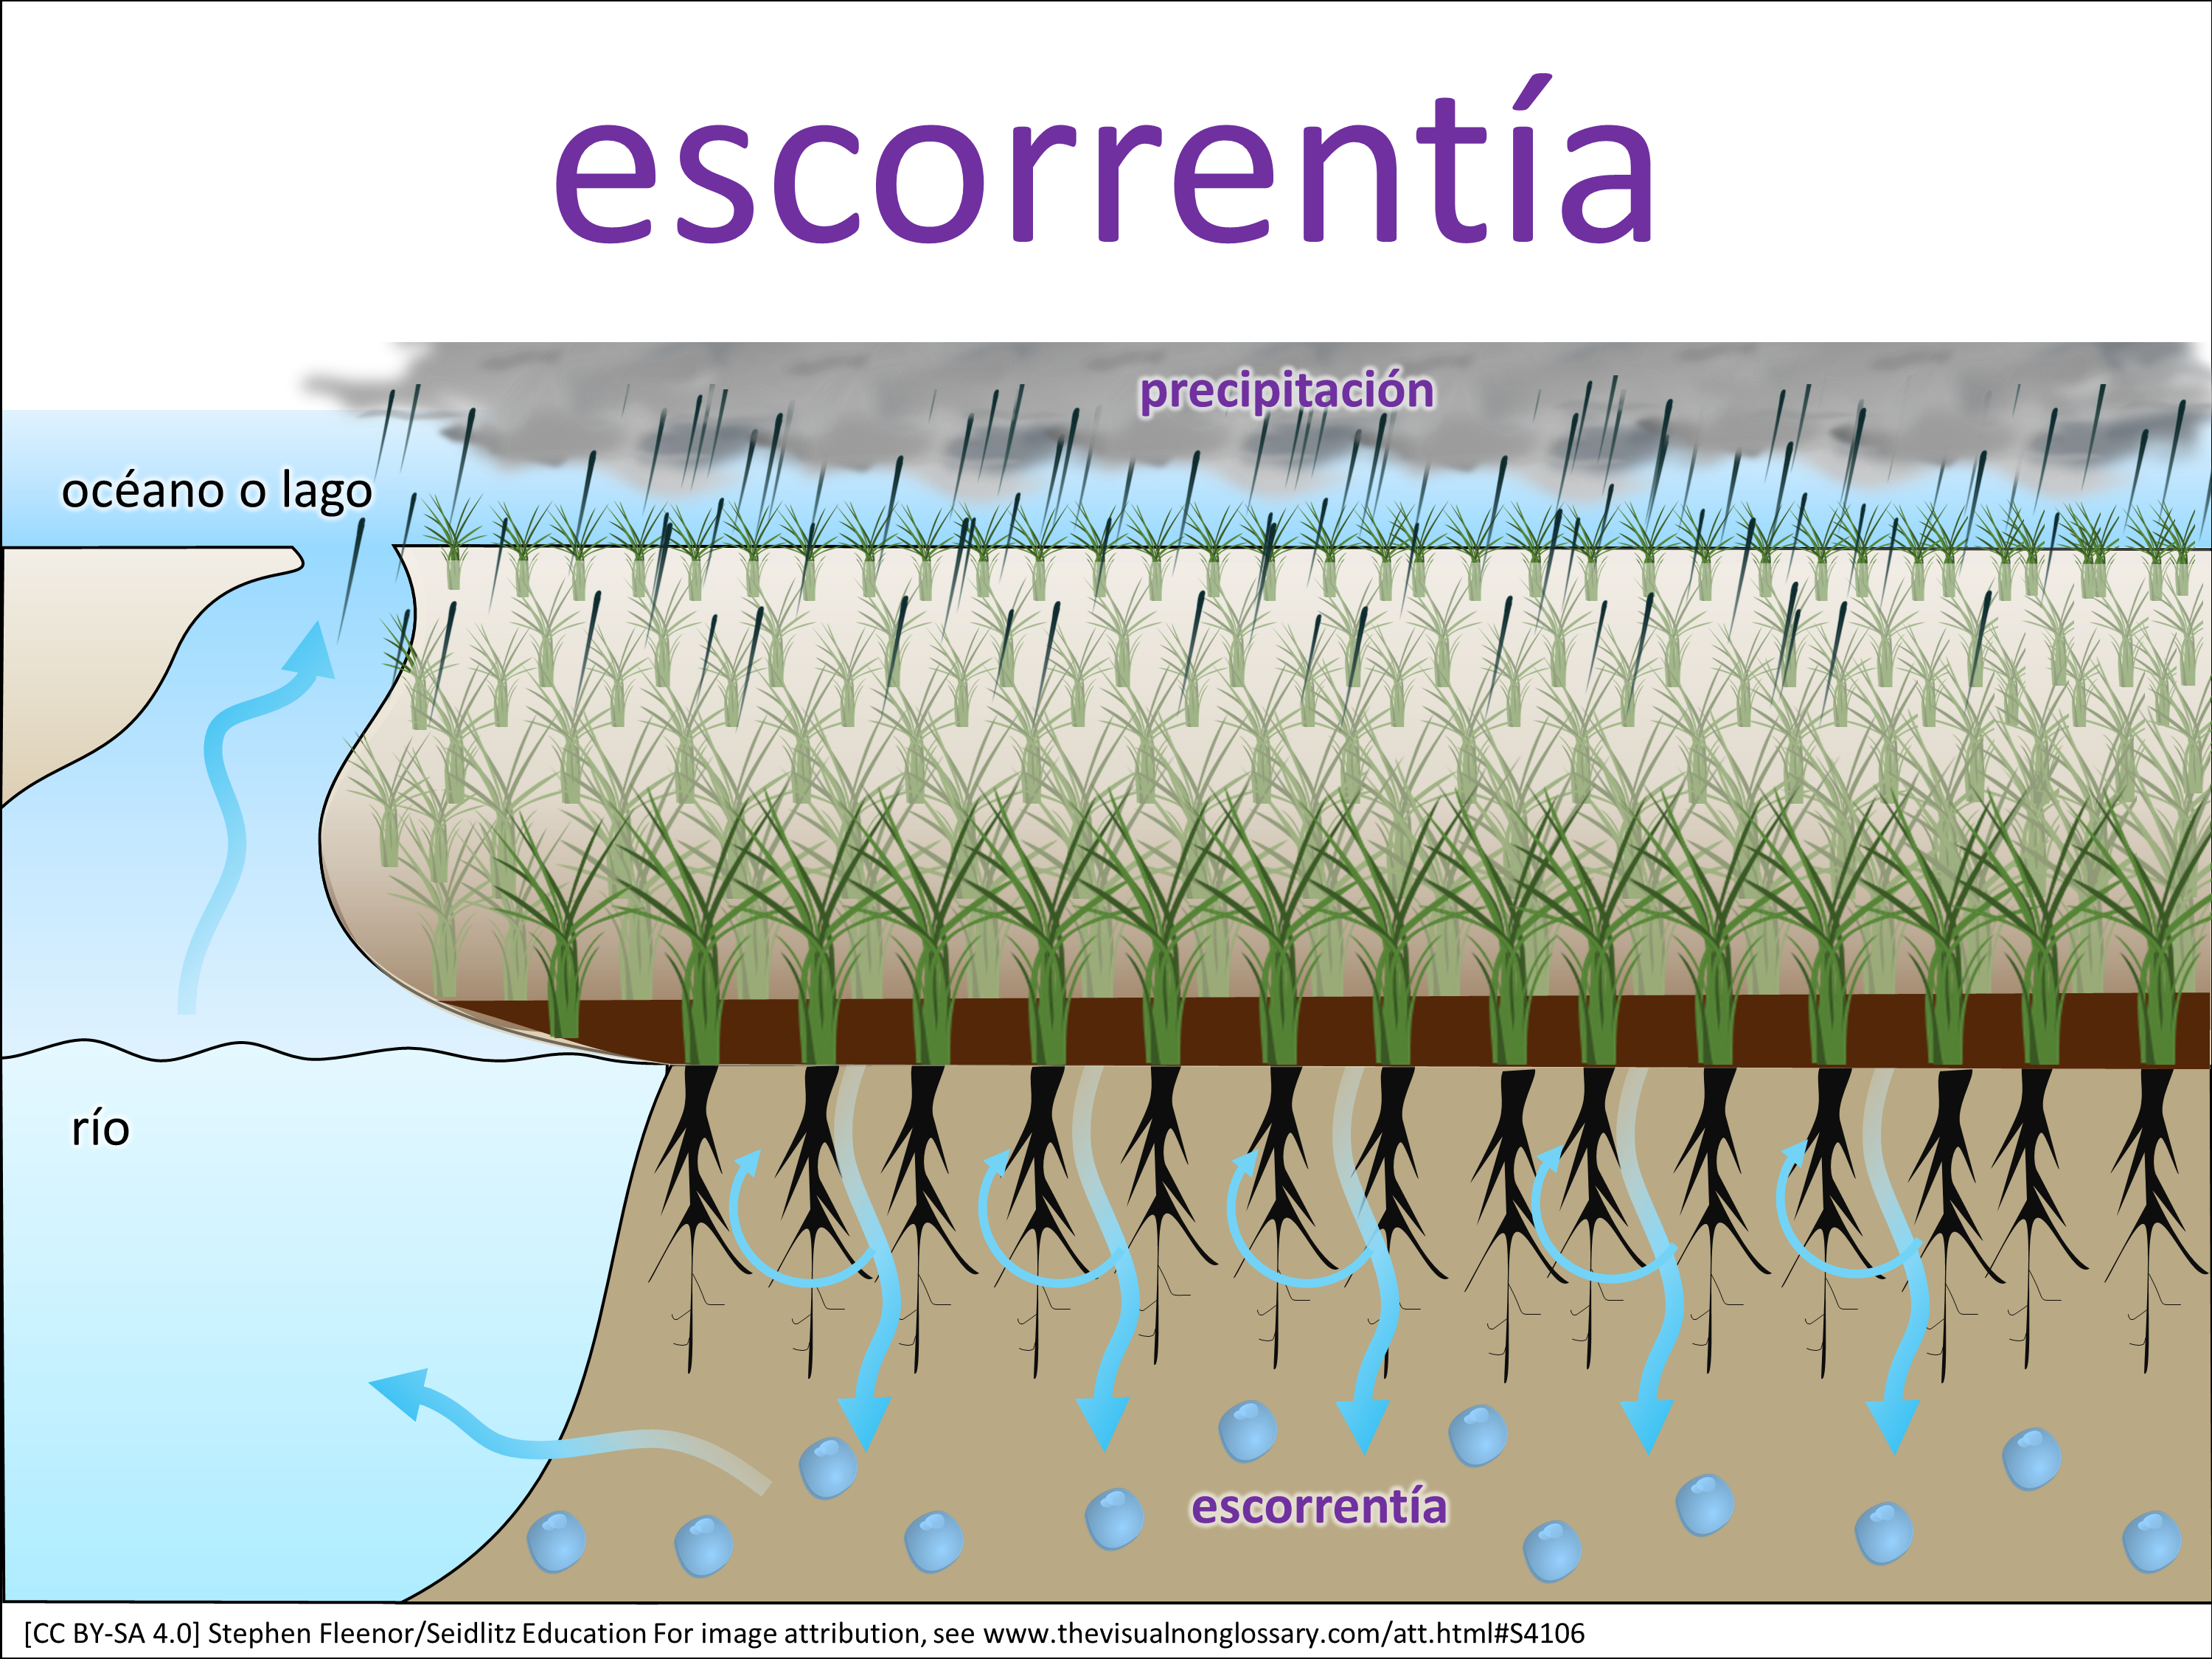 escorrentía
precipitación
océano o lago
río
escorrentía
[CC BY-SA 4.0] Stephen Fleenor/Seidlitz Education For image attribution, see www.thevisualnonglossary.com/att.html#S4106